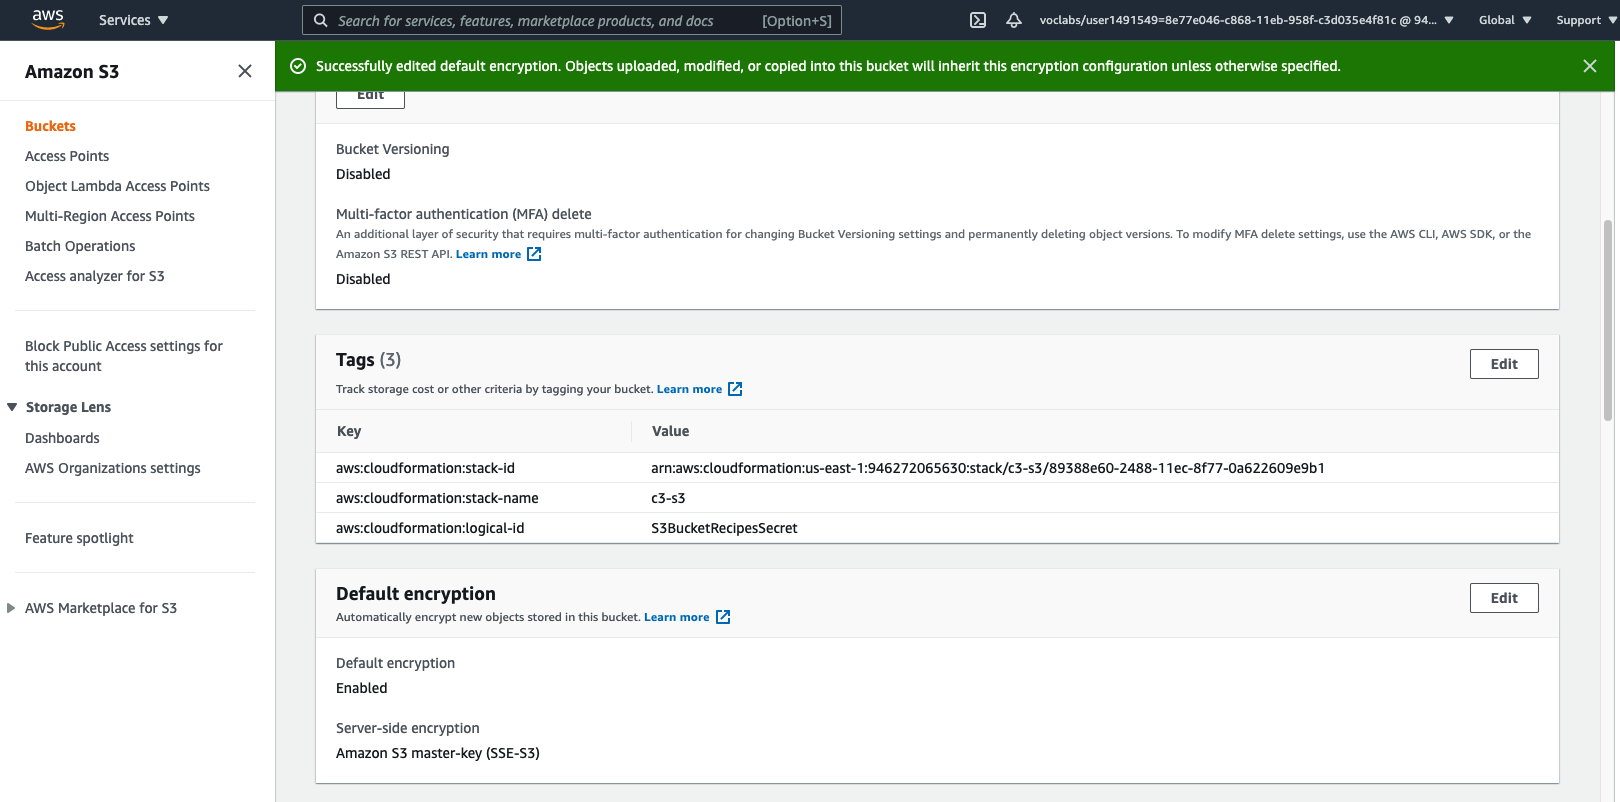 aws
Services
Search for services, features, marketplace products, and docs
[Option+S]
voclabs/user1491549=8e77e046-c868-11eb-958f-c3d035e4f81c @ 94...
Global
Support
Amazon S3
Successfully edited default encryption. Objects uploaded, modified, or copied into this bucket will inherit this encryption configuration unless otherwise specified.
Buckets
Access Points
Object Lambda Access Points
Multi-Region Access Points
Batch Operations
Access analyzer for S3
Block Public Access settings for
this account
Storage Lens
Dashboards
AWS Organizations settings
Feature spotlight
AWS Marketplace for S3
Edit
Bucket Versioning
Disabled
Multi-factor authentication (MFA) delete
An additional layer of security that requires multi-factor authentication for changing Bucket Versioning settings and permanently deleting object versions. To modify MFA delete settings, use the AWS CLI, AWS SDK, or the
Amazon S3 REST API. Learn more
Disabled
Tags (3)
Edit
Track storage cost or other criteria by tagging your bucket. Learn more
Key
Value
aws:cloudformation:stack-id
arn:aws:cloudformation:us-east-1:946272065630:stack/c3-s3/89388e60-2488-11ec-8f77-0a622609e9b1
aws:cloudformation:stack-name
c3-s3
aws:cloudformation:logical-id
S3BucketRecipesSecret
Default encryption
Edit
Automatically encrypt new objects stored in this bucket. Learn more
Default encryption
Enabled
Server-side encryption
Amazon S3 master-key (SSE-S3)